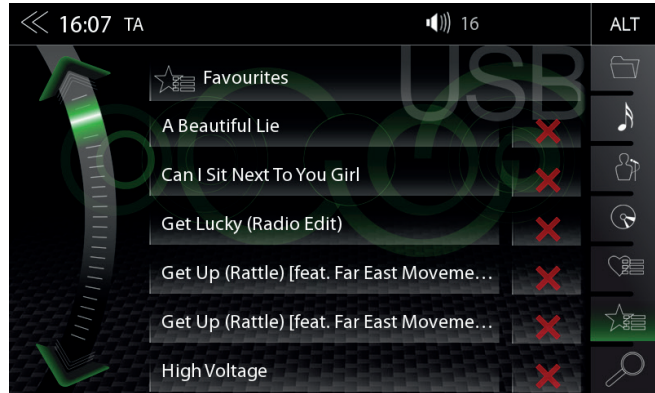 16:07 TA 16 ALT
USB
Favourites
A Beautiful Lie
Can I Sit Next To You Girl
Get Lucky (Radio Edit)
Get Up (Rattle) [feat. Far East Moveme...
Get Up (Rattle) [feat. Far East Moveme...
High Voltage